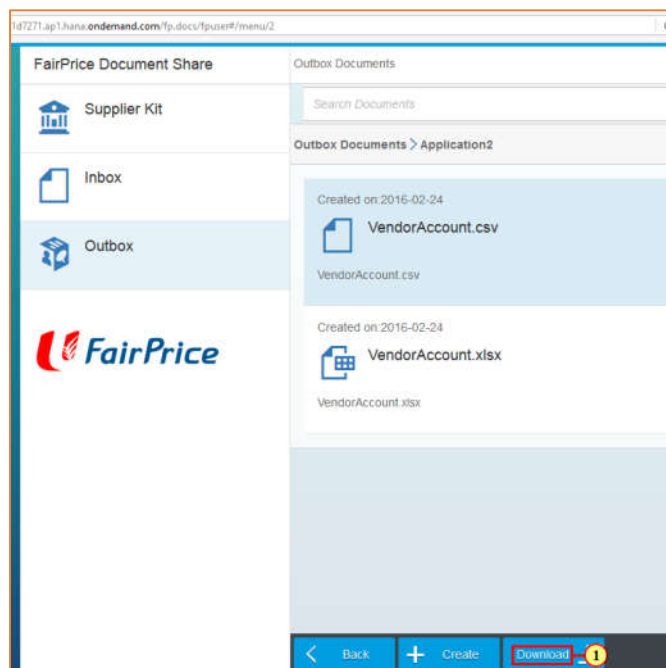 1d7271.ap1.hana.ondemand.com/fp.docs/fpuser#/menu/2
FairPrice Document Share
Supplier Kit
Inbox
Outbox
FairPrice
Outbox Documents
Search Documents
Outbox Documents > Application2
Created on:2016-02-24
VendorAccount.csv
VendorAccount.csv
Created on:2016-02-24
VendorAccount.xlsx
VendorAccount.xlsx
Back
Create
Download
1